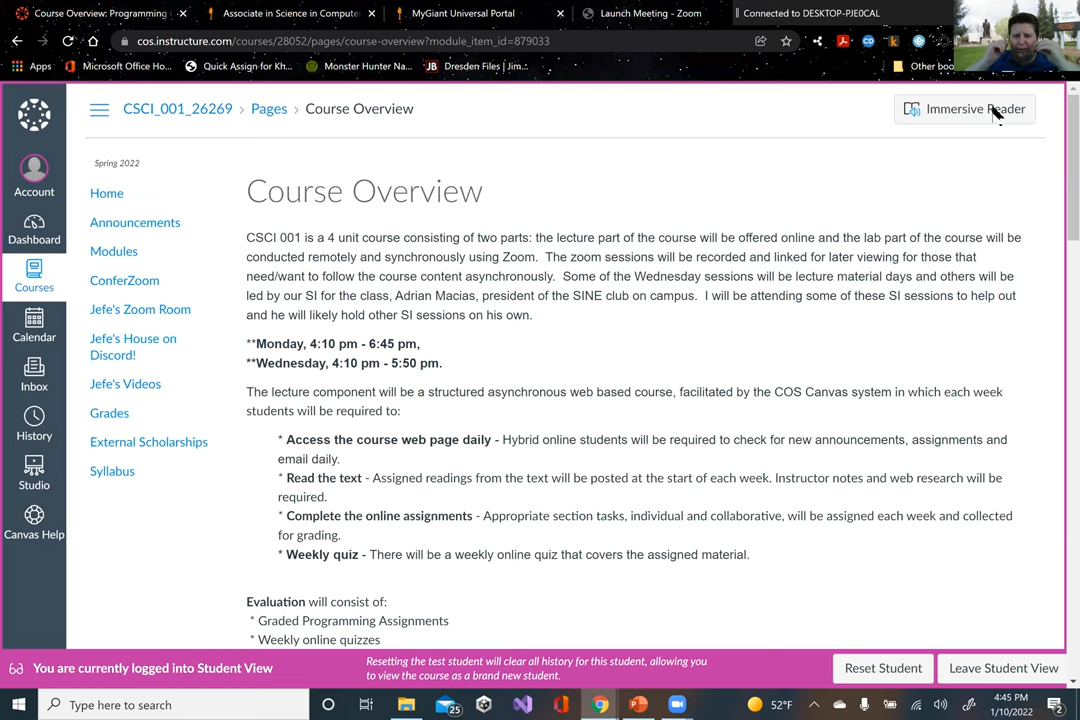 Course Overview: Programming
Associate in Science in Compute
MyGiant Universal Portal
Launch Meeting - Zoom
Connected to DESKTOP-PJE0CAL
cos.instructure.com/courses/28052/pages/course-overview?module_item_id=879033
Apps
Microsoft Office Ho...
Quick Assign for Kh...
Monster Hunter Na...
Dresden Files | Jim...
Other boo
CSCI_001_26269 > Pages > Course Overview
Immersive Reader
Account
Dashboard
Courses
Calendar
Inbox
History
Studio
Canvas Help
Spring 2022
Home
Announcements
Modules
ConferZoom
Jefe's Zoom Room
Jefe's House on
Discord!
Jefe's Videos
Grades
External Scholarships
Syllabus
Course Overview
CSCI 001 is a 4 unit course consisting of two parts: the lecture part of the course will be offered online and the lab part of the course will be
conducted remotely and synchronously using Zoom.  The zoom sessions will be recorded and linked for later viewing for those that
need/want to follow the course content asynchronously.  Some of the Wednesday sessions will be lecture material days and others will be
led by our SI for the class, Adrian Macias, president of the SINE club on campus.  I will be attending some of these SI sessions to help out
and he will likely hold other SI sessions on his own.
**Monday, 4:10 pm - 6:45 pm,
**Wednesday, 4:10 pm - 5:50 pm.
The lecture component will be a structured asynchronous web based course, facilitated by the COS Canvas system in which each week
students will be required to:
* Access the course web page daily - Hybrid online students will be required to check for new announcements, assignments and
email daily.
* Read the text - Assigned readings from the text will be posted at the start of each week. Instructor notes and web research will be
required.
* Complete the online assignments - Appropriate section tasks, individual and collaborative, will be assigned each week and collected
for grading.
* Weekly quiz - There will be a weekly online quiz that covers the assigned material.
Evaluation will consist of:
* Graded Programming Assignments
* Weekly online quizzes
You are currently logged into Student View
Resetting the test student will clear all history for this student, allowing you
to view the course as a brand new student.
Reset Student
Leave Student View
Type here to search
25
52°F
4:45 PM
1/10/2022
2